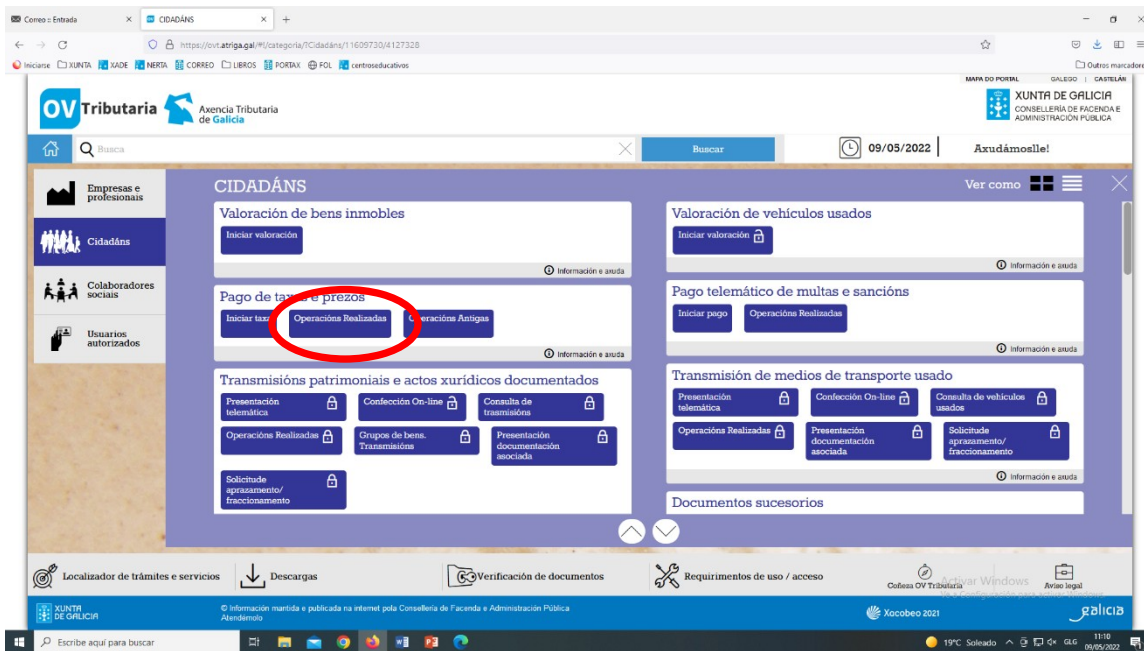 Correo :: Entrada
CIDADÁNS
https://ovt.atriga.gal/#!/categoria/?Cidadáns/11609730/4127328
Iniciarse
XUNTA
XADE
NERTA
CORREO
LIBROS
PORTAX
FOL
centroseducativos
Outros marcadore
MAPA DO PORTAL GALEGO | CASTELÁN
OV Tributaria
Axencia Tributaria
de Galicia
XUNTA DE GALICIA
CONSELLERÍA DE FACENDA E
ADMINISTRACIÓN PÚBLICA
Busca
Buscar
09/05/2022
Axudámoslle!
Empresas e
profesionais
Cidadáns
Colaboradores
sociais
Usuarios
autorizados
CIDADÁNS
Ver como
Valoración de bens inmobles
Iniciar valoración
Información e axuda
Valoración de vehículos usados
Iniciar valoración
Información e axuda
Pago de taxas e prezos
Iniciar taxa
Operacións Realizadas
Operacións Antigas
Información e axuda
Pago telemático de multas e sancións
Iniciar pago
Operacións Realizadas
Información e axuda
Transmisións patrimoniais e actos xurídicos documentados
Presentación
telemática
Confección On-line
Consulta de
trasmisións
Operacións Realizadas
Grupos de bens.
Transmisións
Presentación
documentación
asociada
Solicitude
aprazamento/
fraccionamento
Transmisión de medios de transporte usado
Presentación
telemática
Confección On-line
Consulta de vehículos
usados
Operacións Realizadas
Presentación
documentación
asociada
Solicitude
aprazamento/
fraccionamento
Información e axuda
Documentos sucesorios
Localizador de trámites e servicios
Descargas
Verificación de documentos
Requirimentos de uso / acceso
Coñeza OV Tributaria
Aviso legal
Activar Windows
XUNTA
DE GALICIA
© Información mantida e publicada na internet pola Consellería de Facenda e Administración Pública
Atendémolo
Xacobeo 2021
galicia
Escribe aquí para buscar
19ºC Soleado
GLG
11:10
09/05/2022